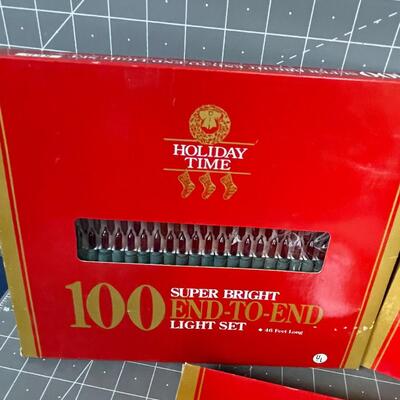 HOLIDAY
TIME
100 SUPER BRIGHT
END-TO-END
LIGHT SET • 46 Feet Long